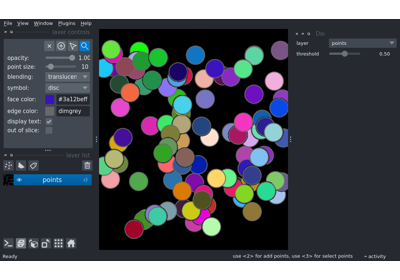 File View Window Plugins Help
layer controls
opacity: 1.00
point size: 10
blending: translucen
symbol: disc
face color: #3a12beff
edge color: dimgrey
display text:
out of slice:
layer list
points
layer points
threshold 0.50
Ready use <2> for add points, use <3> for select points activity